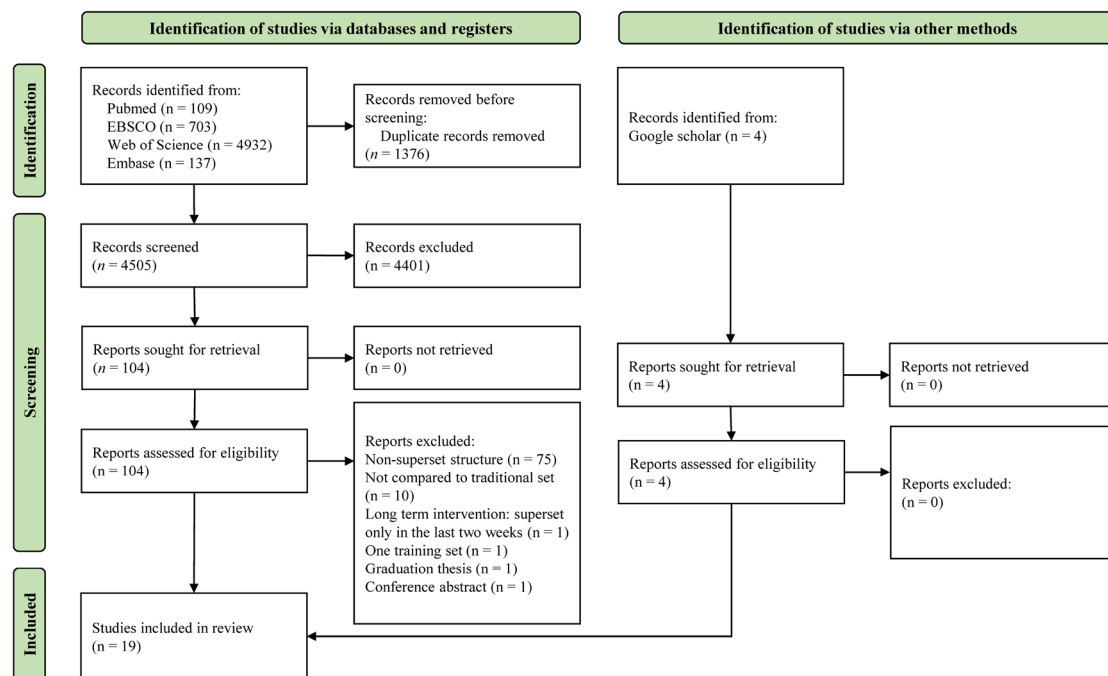 Identification of studies via databases and registers
Identification of studies via other methods
Identification
Records identified from:
Pubmed (n = 109)
EBSCO (n = 703)
Web of Science (n = 4932)
Embase (n = 137)
Records removed before
screening:
Duplicate records removed
(n = 1376)
Records identified from:
Google scholar (n = 4)
Screening
Records screened
(n = 4505)
Records excluded
(n = 4401)
Reports sought for retrieval
(n = 104)
Reports not retrieved
(n = 0)
Reports sought for retrieval
(n = 4)
Reports not retrieved
(n = 0)
Reports assessed for eligibility
(n = 104)
Reports excluded:
Non-superset structure (n = 75)
Not compared to traditional set
(n = 10)
Long term intervention: superset
only in the last two weeks (n = 1)
One training set (n = 1)
Graduation thesis (n = 1)
Conference abstract (n = 1)
Reports assessed for eligibility
(n = 4)
Reports excluded:
(n = 0)
Included
Studies included in review
(n = 19)